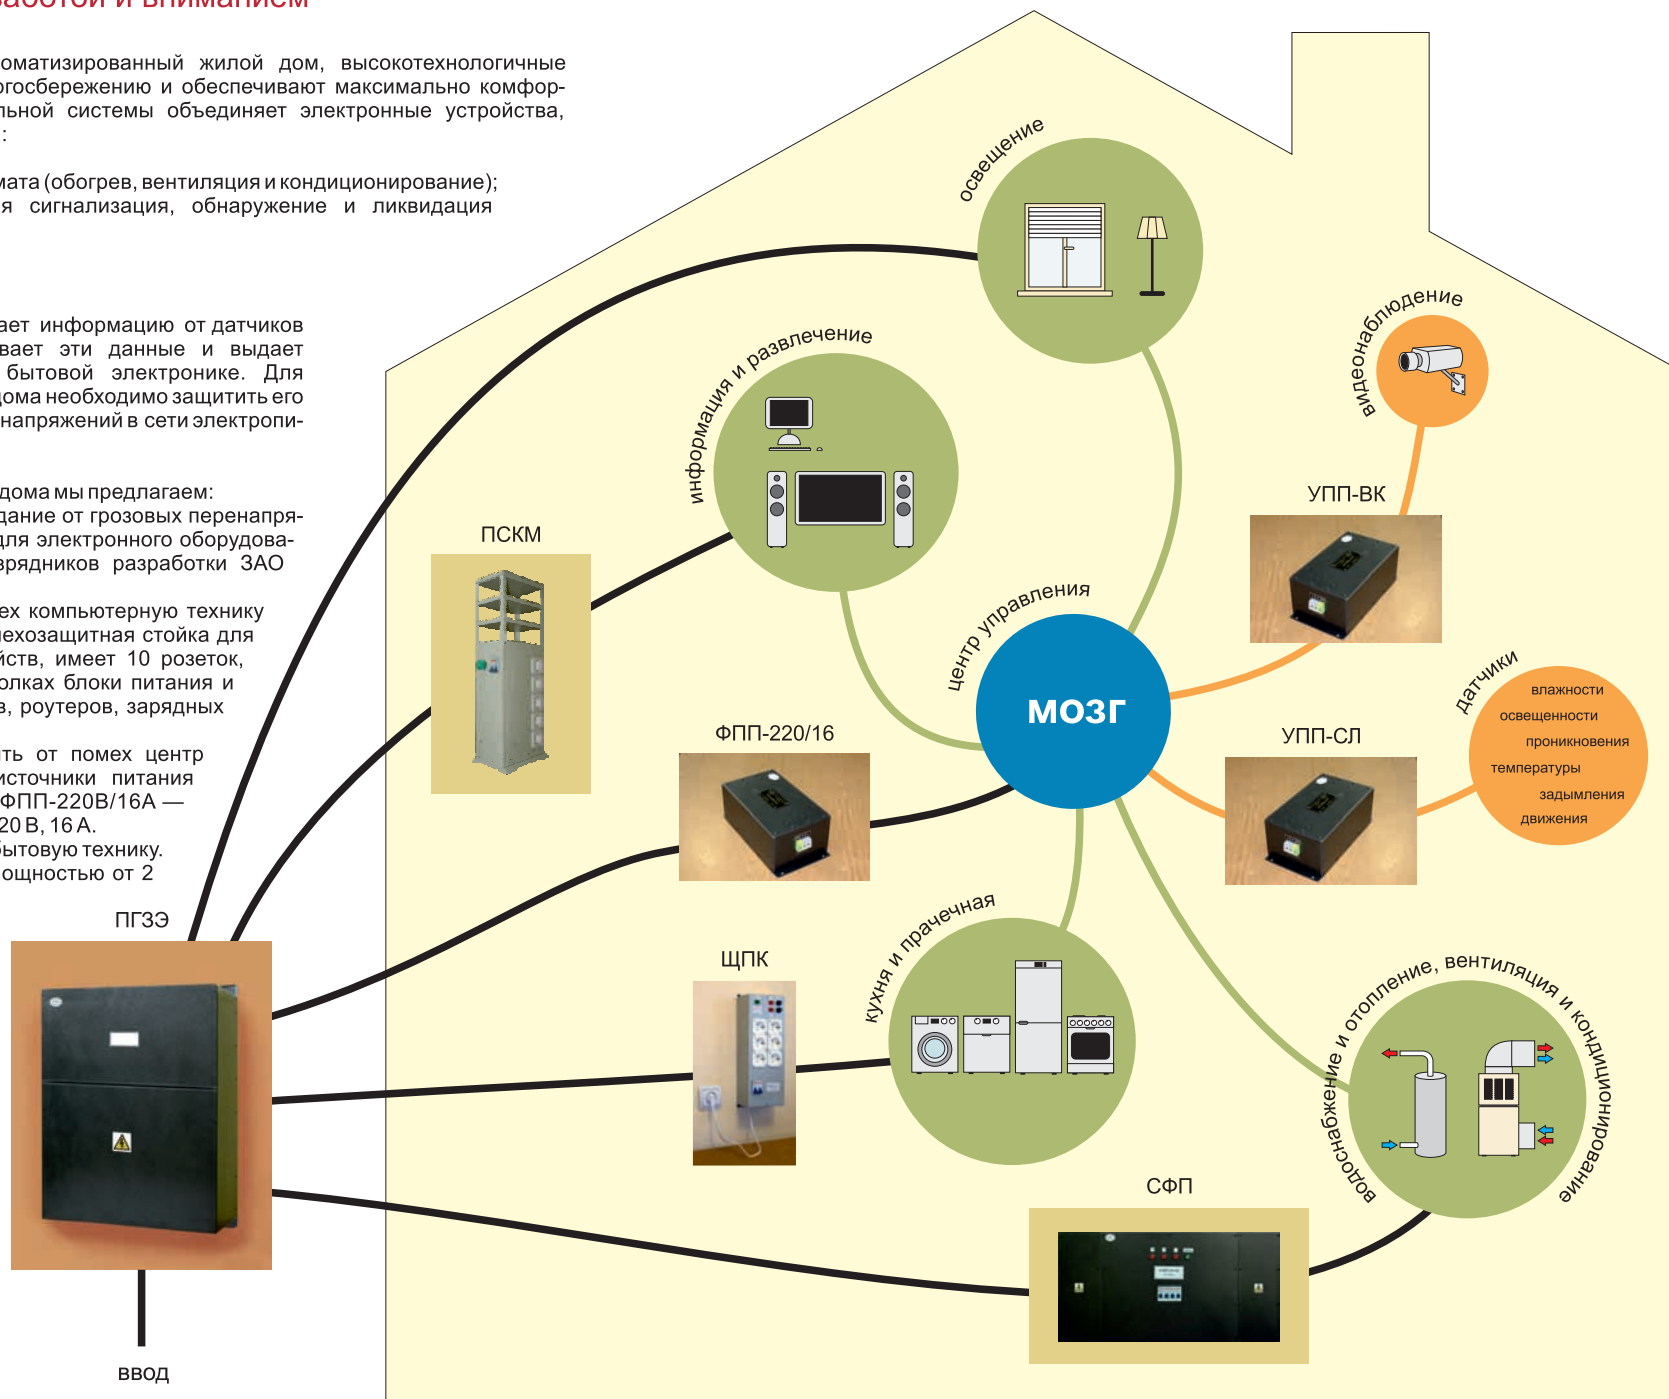 заботой и вниманием
оматизированный жилой дом, высокотехнологичные
ргосбережению и обеспечивают максимально комфор-
льной системы объединяет электронные устройства,
:
мата (обогрев, вентиляция и кондиционирование);
я сигнализация, обнаружение и ликвидация
ает информацию от датчиков
вает эти данные и выдает
бытовой электронике. Для
дома необходимо защитить его
напряжений в сети электропи-
дома мы предлагаем:
дание от грозовых перенапря-
для электронного оборудова-
зрядников разработки ЗАО
ех компьютерную технику
мехозащитная стойка для
йств, имеет 10 розеток,
олках блоки питания и
в, роутеров, зарядных
ть от помех центр
источники питания
ФПП-220В/16А —
20 В, 16 А.
бытовую технику.
ощностью от 2
освещение
видеонаблюдение
информация и развлечение
УПП-ВК
ПСКМ
центр управления
МОЗГ
датчики
влажности
освещенности
проникновения
температуры
задымления
движения
ФПП-220/16
УПП-СЛ
ПГЗЭ
ЩПК
кухня и прачечная
водоснабжение и отопление, вентиляция и кондиционирование
СФП
ввод